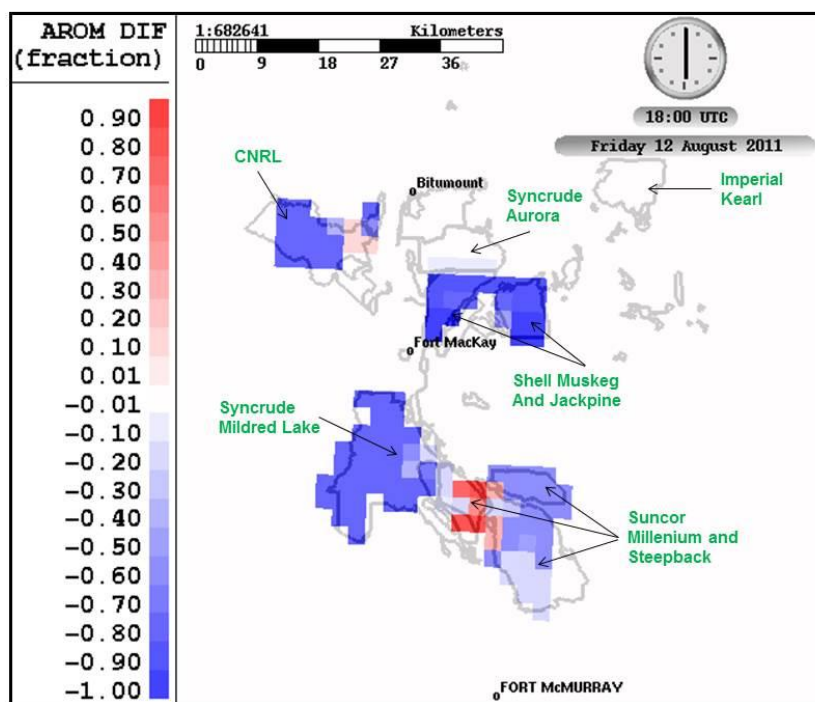 AROM DIF
(fraction)
0.90
0.80
0.70
0.60
0.50
0.40
0.30
0.20
0.10
0.01
-0.01
-0.10
-0.20
-0.30
-0.40
-0.50
-0.60
-0.70
-0.80
-0.90
-1.00
1:682641 Kilometers
0 9 18 27 36
18:00 UTC
Friday 12 August 2011
CNRL
Bitumount
Syncrude
Aurora
Imperial
Kearl
Fort MacKay
Shell Muskeg
And Jackpine
Syncrude
Mildred Lake
Suncor
Millenium and
Steepback
FORT McMURRAY